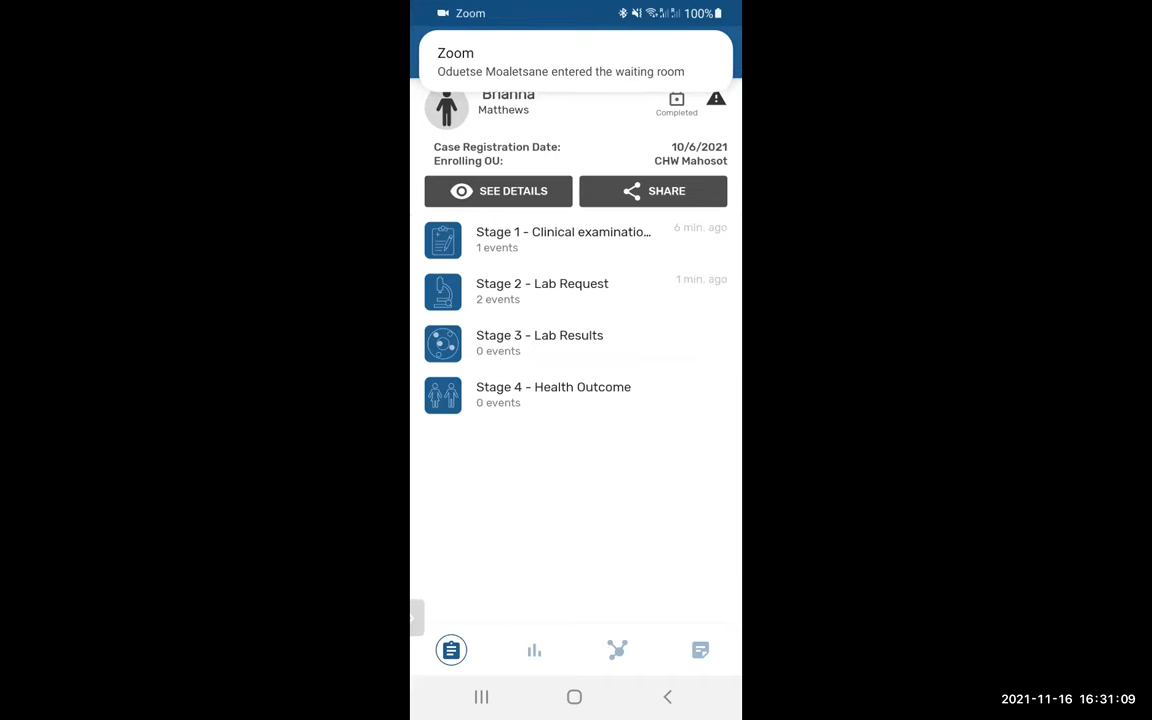 Zoom
100%
Zoom
Oduetse Moaletsane entered the waiting room
Brianna
Matthews
Completed
Case Registration Date:
10/6/2021
Enrolling OU:
CHW Mahosot
SEE DETAILS
SHARE
Stage 1 - Clinical examinatio...
6 min. ago
1 events
Stage 2 - Lab Request
1 min. ago
2 events
Stage 3 - Lab Results
0 events
Stage 4 - Health Outcome
0 events
2021-11-16 16:31:09